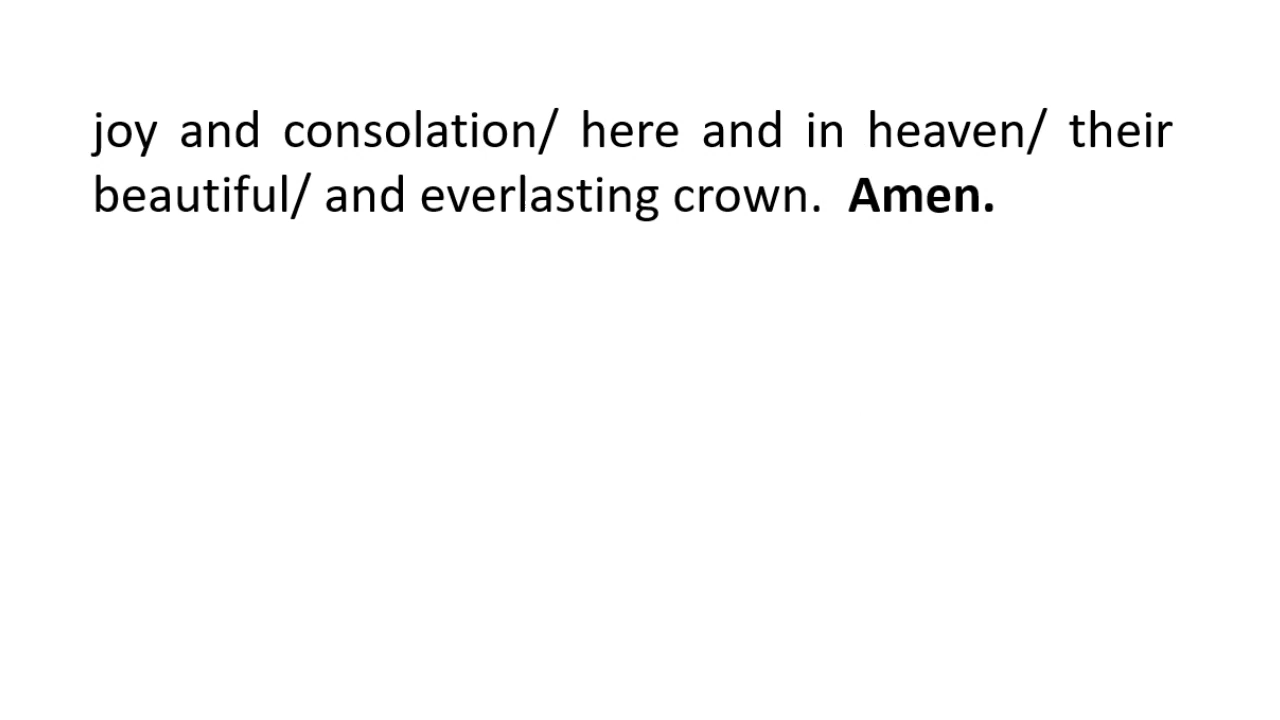 joy and consolation/ here and in heaven/ their
beautiful/ and everlasting crown.  Amen.